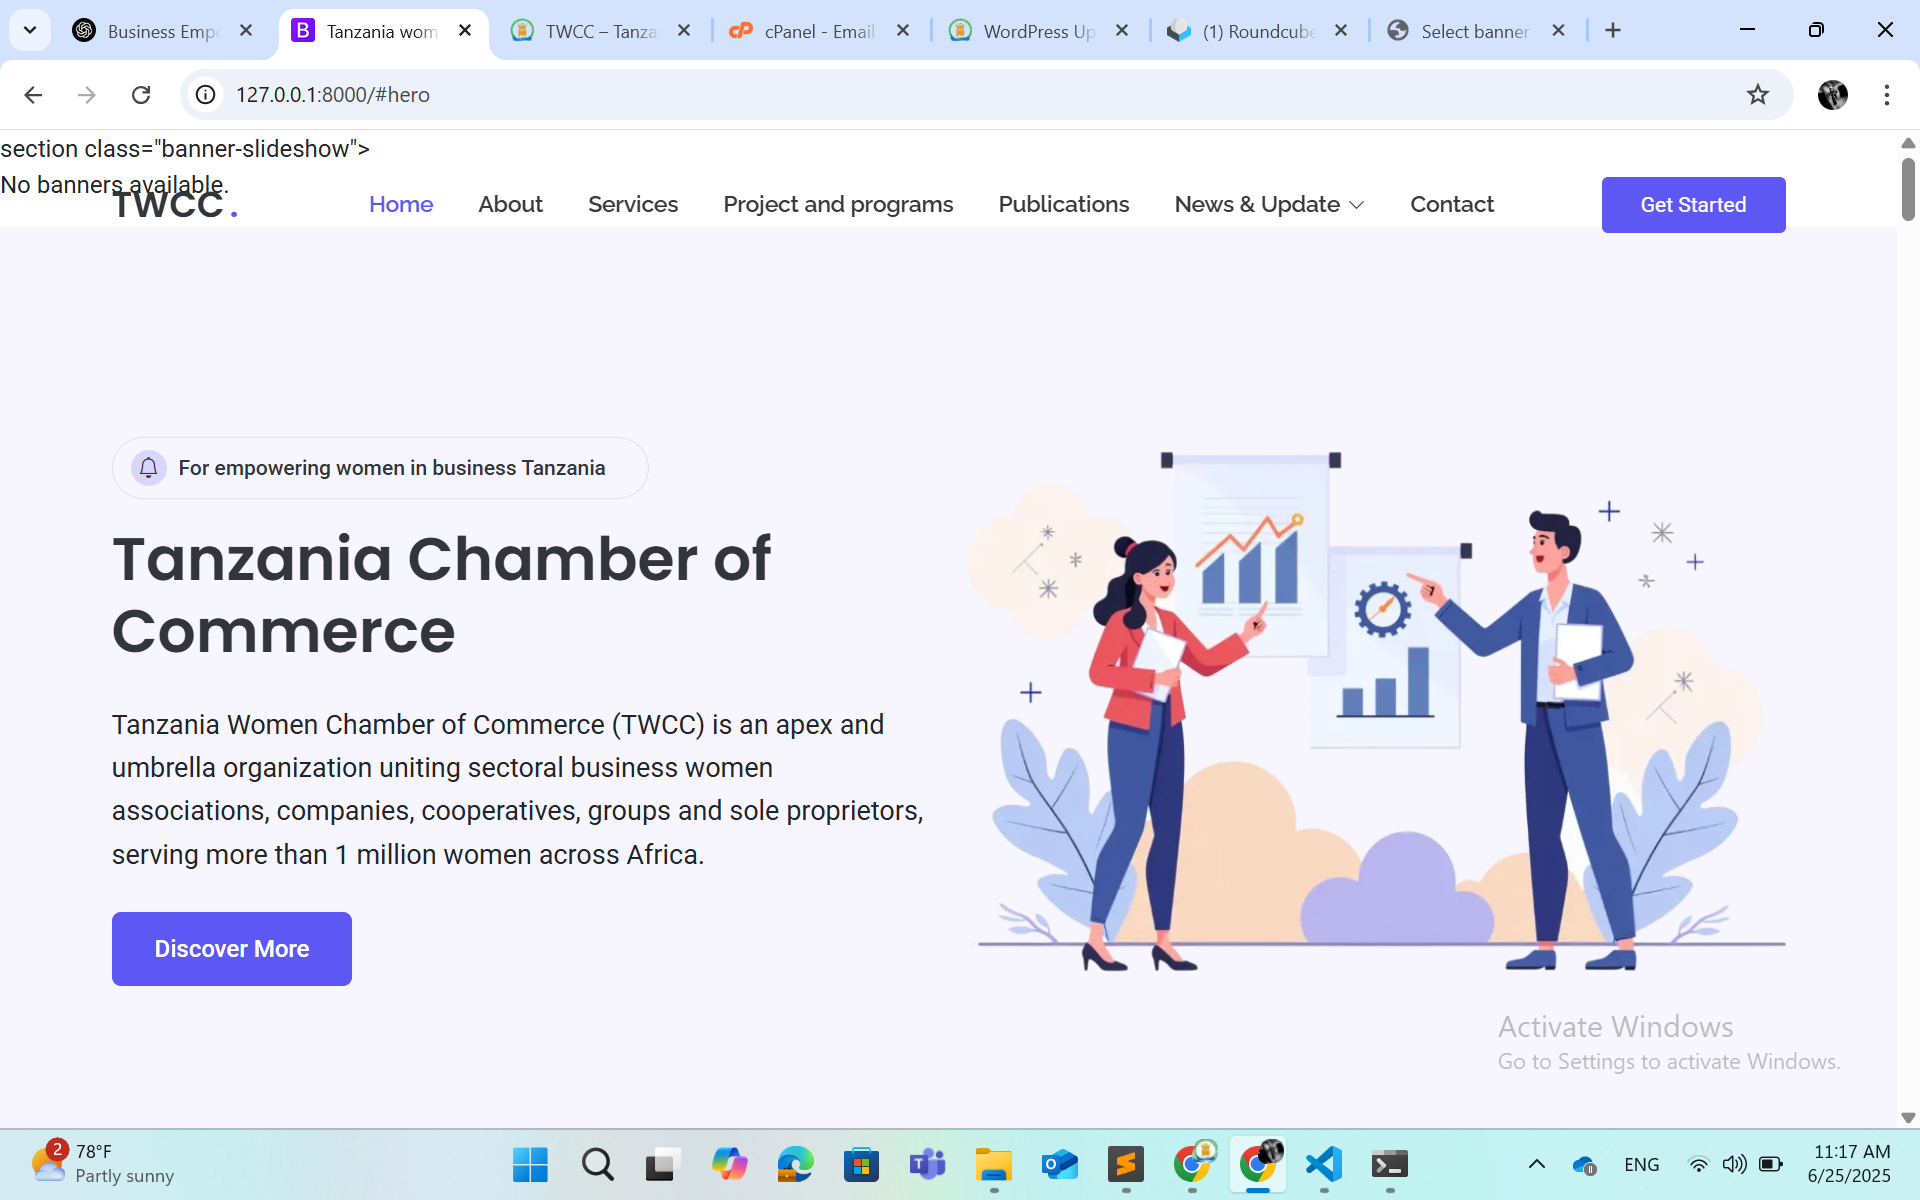 Business Emp
Tanzania wom
TWCC – Tanza
cPanel - Email
WordPress Up
(1) Roundcube
Select banner
127.0.0.1:8000/#hero
section class="banner-slideshow">
No banners available.
TWCC.
Home
About
Services
Project and programs
Publications
News & Update
Contact
Get Started
For empowering women in business Tanzania
Tanzania Chamber of
Commerce
Tanzania Women Chamber of Commerce (TWCC) is an apex and
umbrella organization uniting sectoral business women
associations, companies, cooperatives, groups and sole proprietors,
serving more than 1 million women across Africa.
Discover More
Activate Windows
Go to Settings to activate Windows.
2
78°F
Partly sunny
ENG
11:17 AM
6/25/2025